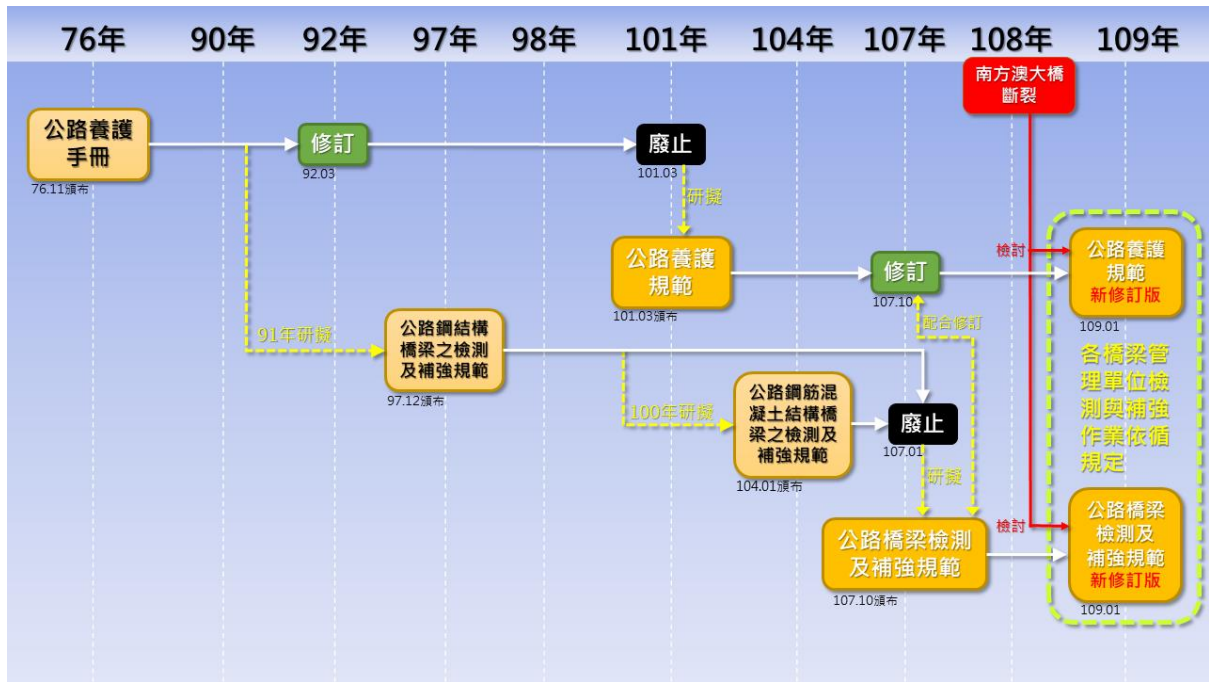 76年 90年 92年 97年 98年 101年 104年 107年 108年 109年
南方澳大橋
斷裂
公路養護
手冊
76.11頒布
修訂
92.03
廢止
101.03
研擬
公路養護
規範
101.03頒布
修訂
107.10
檢討
公路養護
規範
新修訂版
109.01
91年研擬
公路鋼結構
橋梁之檢測
及補強規範
97.12頒布
配合修訂
100年研擬
公路鋼筋混
凝土結構橋
梁之檢測及
補強規範
104.01頒布
廢止
107.01
研擬
各橋梁管
理單位檢
測與補強
作業依循
規定
公路橋梁檢測
及補強規範
107.10頒布
檢討
公路橋梁
檢測及
補強規範
新修訂版
109.01